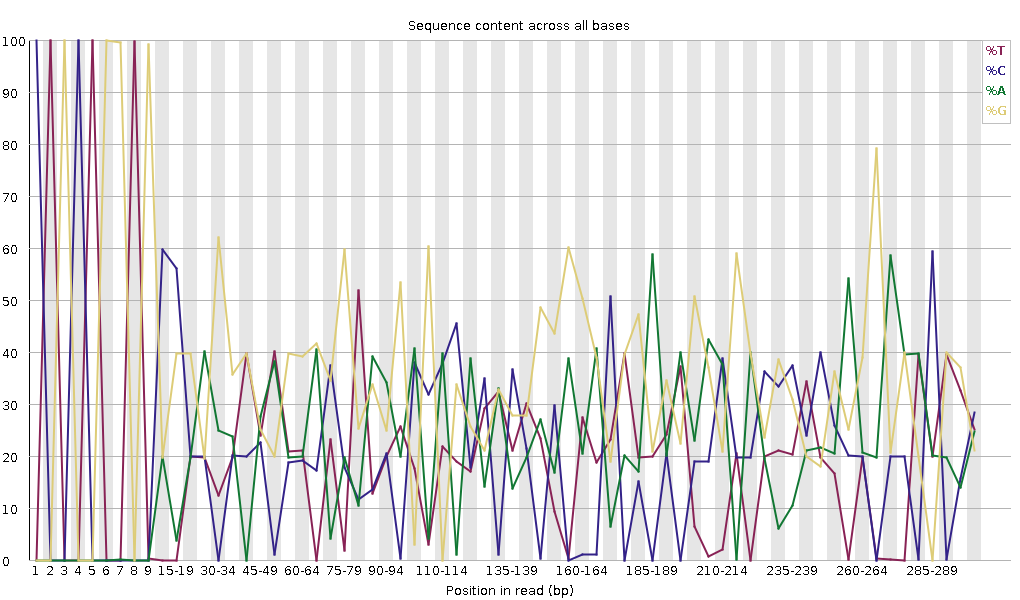 Sequence content across all bases
100
90
80
70
60
50
40
30
20
10
0
%T
%C
%A
%G
1 2 3 4 5 6 7 8 9 15-19 30-34 45-49 60-64 75-79 90-94 110-114 135-139 160-164 185-189 210-214 235-239 260-264 285-289
Position in read (bp)